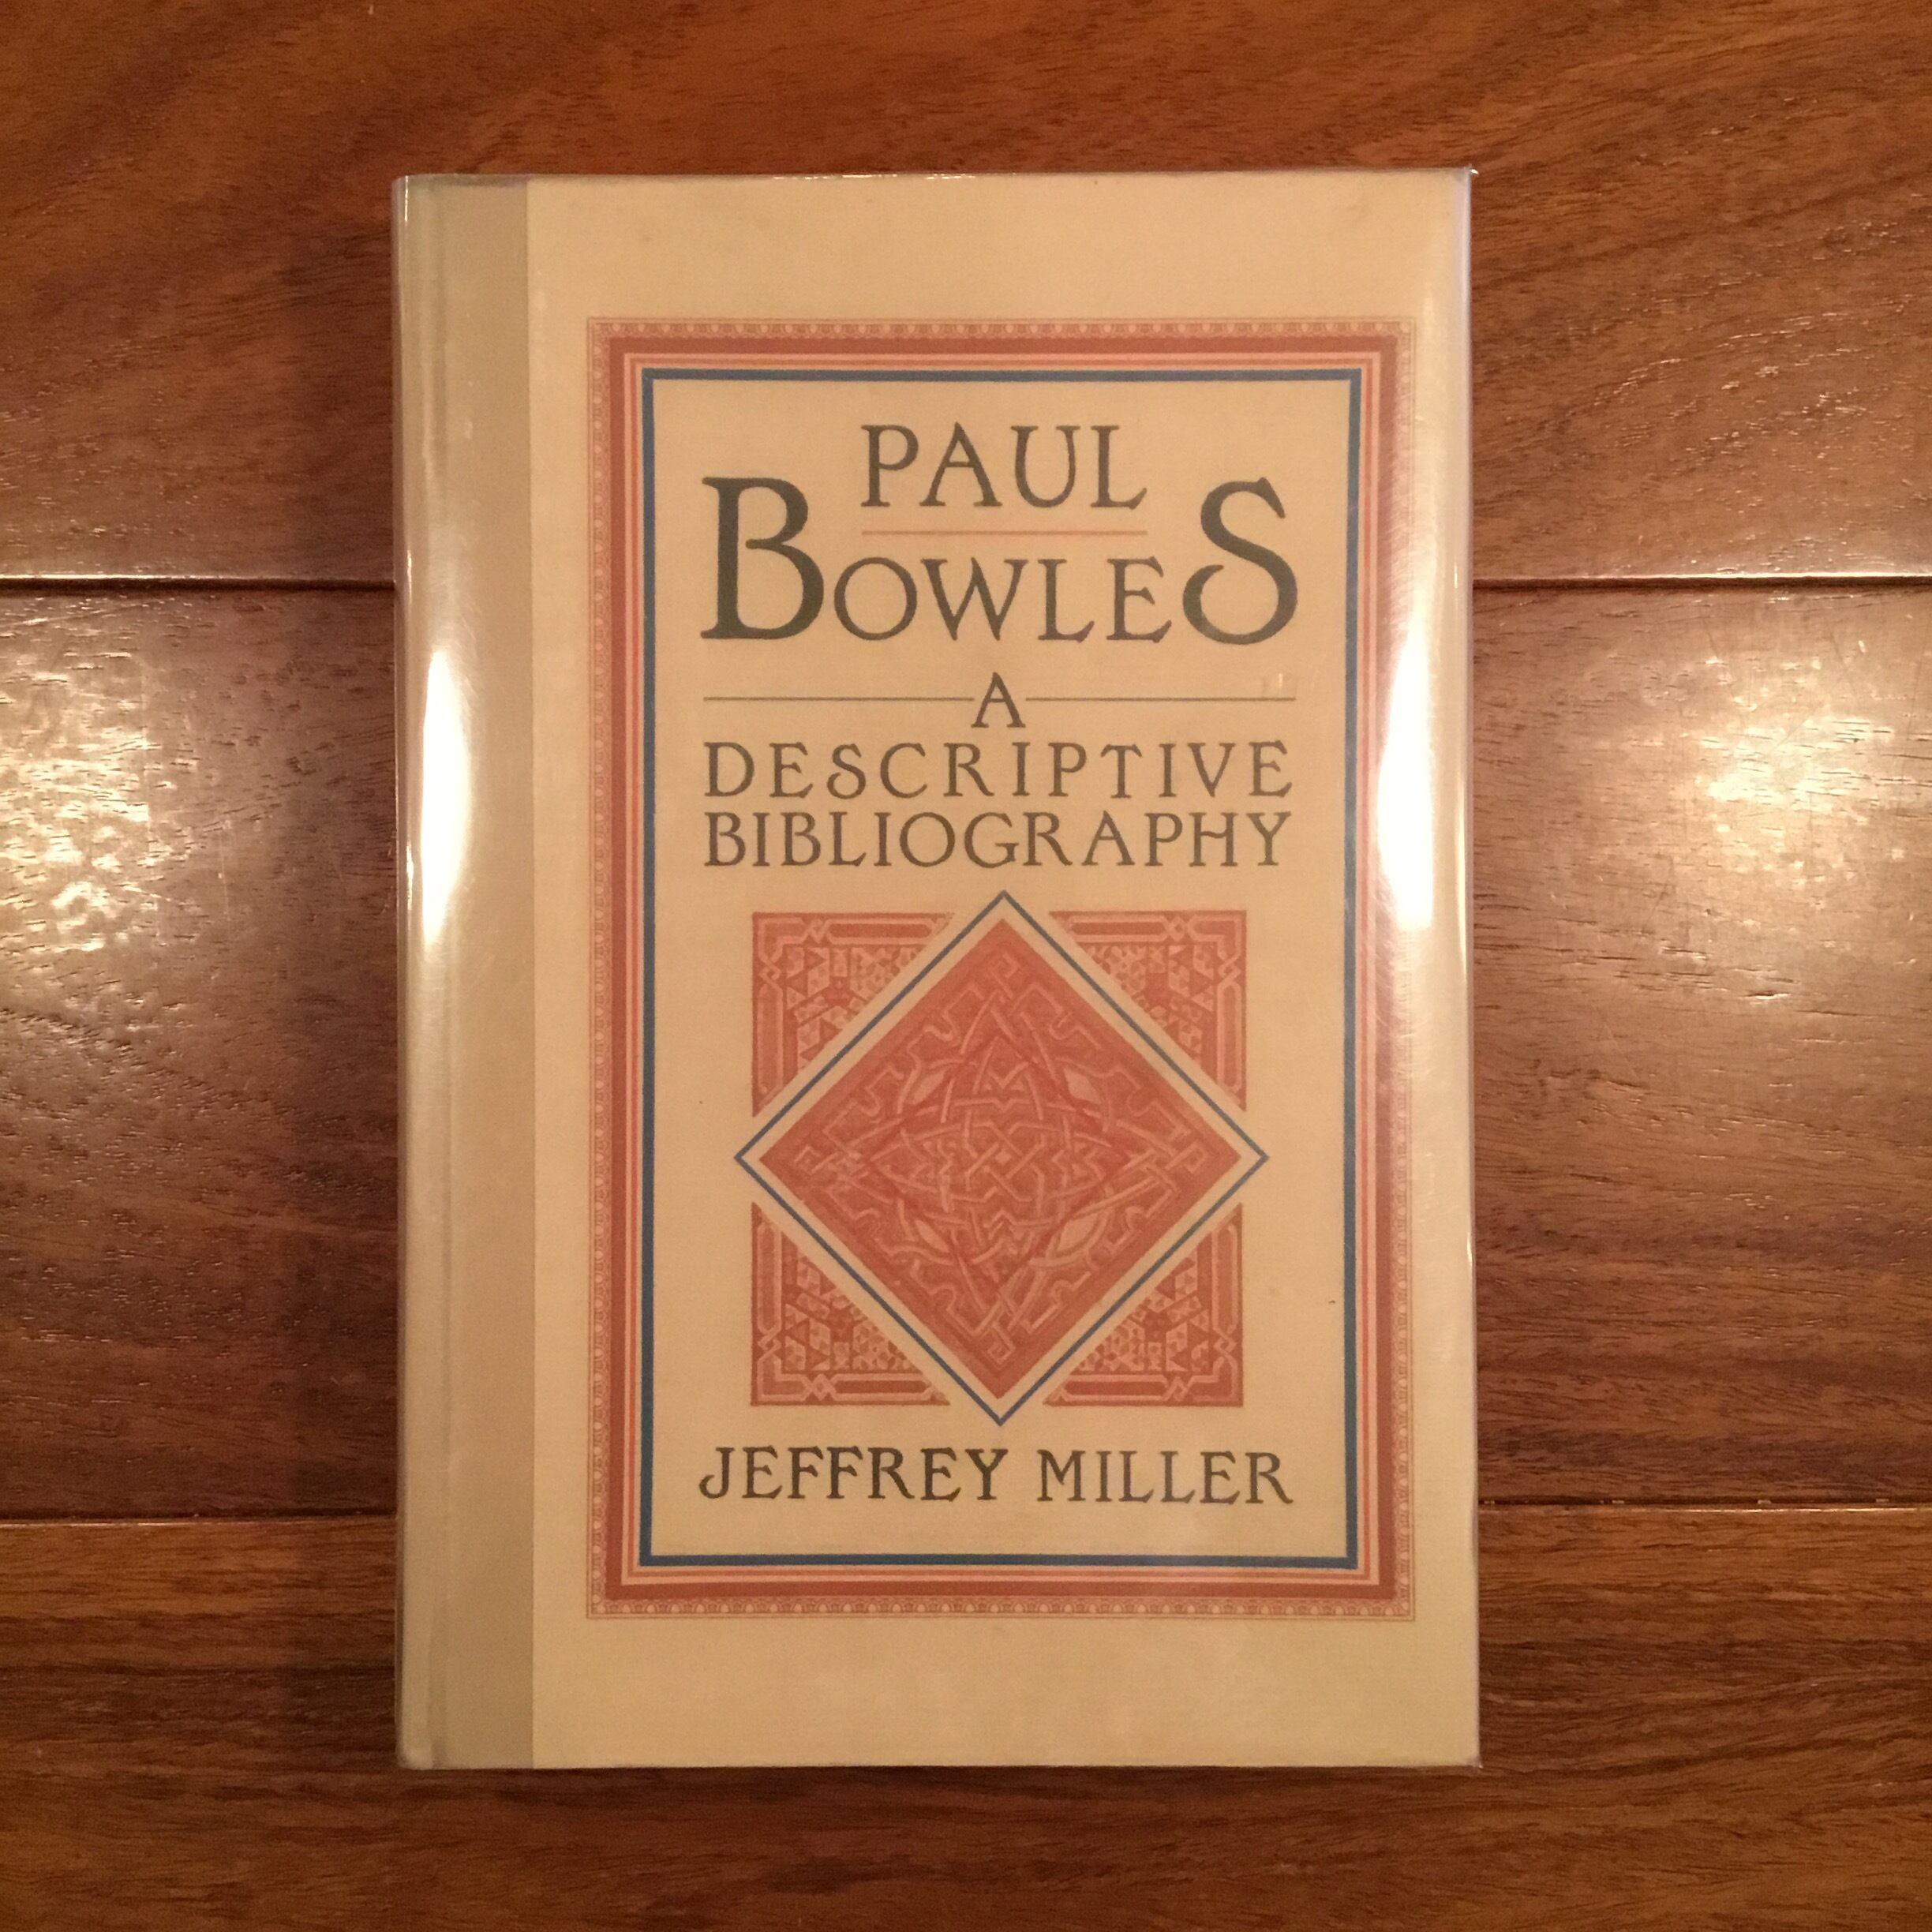 PAUL
BOWLES
A
DESCRIPTIVE
BIBLIOGRAPHY
JEFFREY MILLER